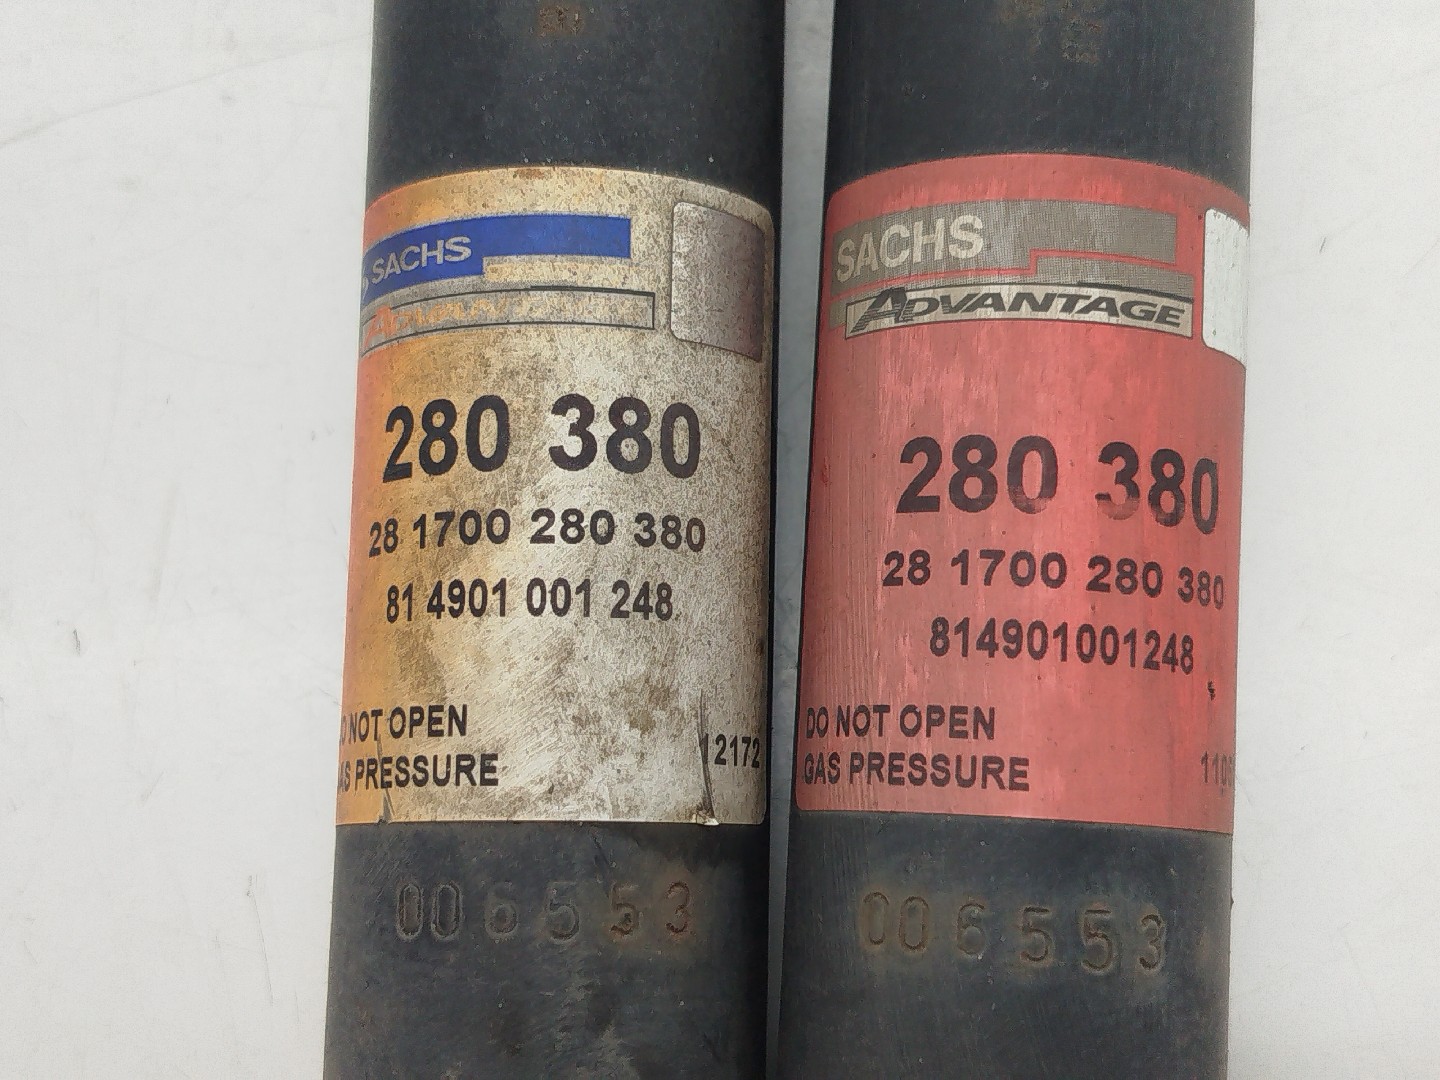 SACHS
ADVANTAGE
280 380
28 1700 280 380
81 4901 001 248
DO NOT OPEN
GAS PRESSURE
12172
006553
SACHS
ADVANTAGE
280 380
28 1700 280 380
814901001248
DO NOT OPEN
GAS PRESSURE
006553